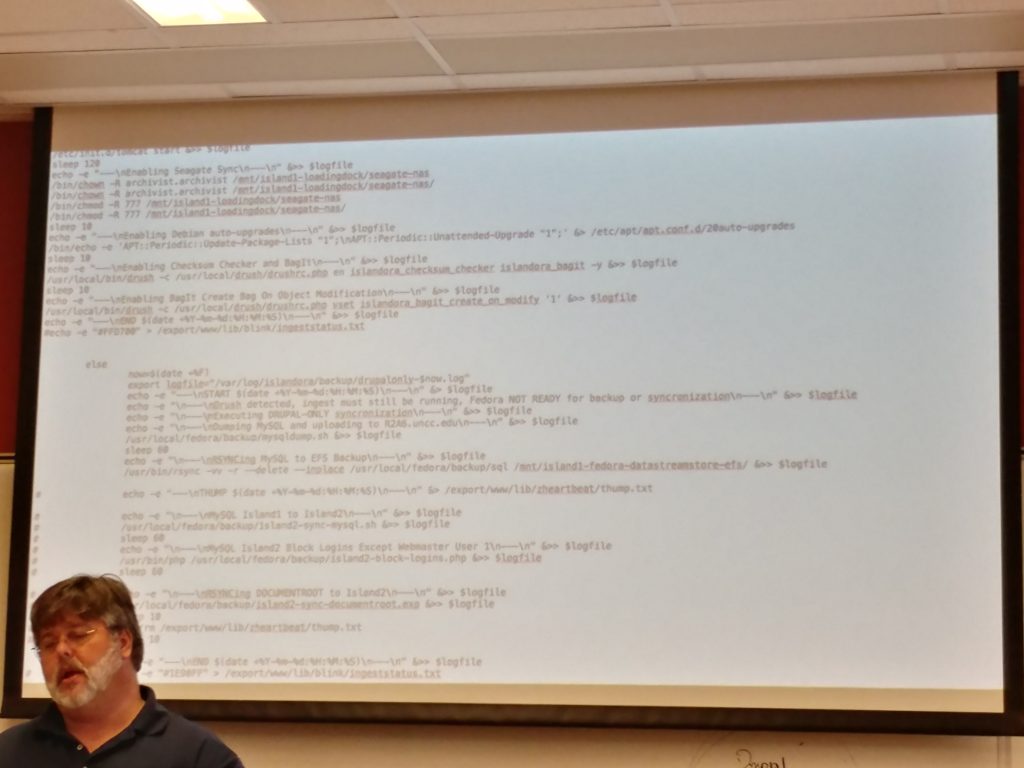 /etc/init.d/tomcat start &>> $logfile
sleep 120
echo -e "----\nEnabling Seagate Sync\n----\n" &>> $logfile
/bin/chown -R archivist.archivist /mnt/island1-loadingdock/seagate-nas
/bin/chown -R archivist.archivist /mnt/island1-loadingdock/seagate-nas/
/bin/chmod -R 777 /mnt/island1-loadingdock/seagate-nas
/bin/chmod -R 777 /mnt/island1-loadingdock/seagate-nas/
sleep 10
echo -e "----\nEnabling Debian auto-upgrades\n----\n" &>> $logfile
/bin/echo -e 'APT::Periodic::Update-Package-Lists "1";\nAPT::Periodic::Unattended-Upgrade "1";' &> /etc/apt/apt.conf.d/20auto-upgrades
sleep 10
echo -e "----\nEnabling Checksum Checker and BagIt\n----\n" &>> $logfile
/usr/local/bin/drush -c /usr/local/drush/drushrc.php en islandora_checksum_checker islandora_bagit -y &>> $logfile
sleep 10
echo -e "----\nEnabling BagIt Create Bag On Object Modification\n----\n" &>> $logfile
/usr/local/bin/drush -c /usr/local/drush/drushrc.php vset islandora_bagit_create_on_modify '1' &>> $logfile
echo -e "----\nEND $(date +%Y-%m-%d:%H:%M:%S)\n----\n" &>> $logfile
#echo -e "#FFD700" > /export/www/lib/blink/ingeststatus.txt
else
now=$(date +%F)
export logfile="/var/log/islandora/backup/drupalonly-$now.log"
echo -e "----\nSTART $(date +%Y-%m-%d:%H:%M:%S)\n----\n" &> $logfile
echo -e "\n----\nDrush detected, ingest must still be running, Fedora NOT READY for backup or syncronization\n----\n" &>> $logfile
echo -e "\n----\nExecuting DRUPAL-ONLY syncronization\n----\n" &>> $logfile
echo -e "\n----\nDumping MySQL and uploading to R2A6.uncc.edu\n----\n" &>> $logfile
/usr/local/fedora/backup/mysqldump.sh &>> $logfile
sleep 60
echo -e "\n----\nRSYNCing MySQL to EFS Backup\n----\n" &>> $logfile
/usr/bin/rsync -vv -r --delete --inplace /usr/local/fedora/backup/sql /mnt/island1-fedora-datastreamstore-efs/ &>> $logfile
# echo -e "----\nTHUMP $(date +%Y-%m-%d:%H:%M:%S)\n----\n" &> /export/www/lib/zheartbeat/thump.txt
#
# echo -e "\n----\nMySQL Island1 to Island2\n----\n" &>> $logfile
# /usr/local/fedora/backup/island2-sync-mysql.sh &>> $logfile
# sleep 60
# echo -e "\n----\nMySQL Island2 Block Logins Except Webmaster User 1\n----\n" &>> $logfile
# /usr/bin/php /usr/local/fedora/backup/island2-block-logins.php &>> $logfile
# sleep 60
-e "\n----\nRSYNCing DOCUMENTROOT to Island2\n----\n" &>> $logfile
/local/fedora/backup/island2-sync-documentroot.exp &>> $logfile
10
rm /export/www/lib/zheartbeat/thump.txt
10
-e "----\nEND $(date +%Y-%m-%d:%H:%M:%S)\n----\n" &>> $logfile
# -e "#1E90FF" > /export/www/lib/blink/ingeststatus.txt